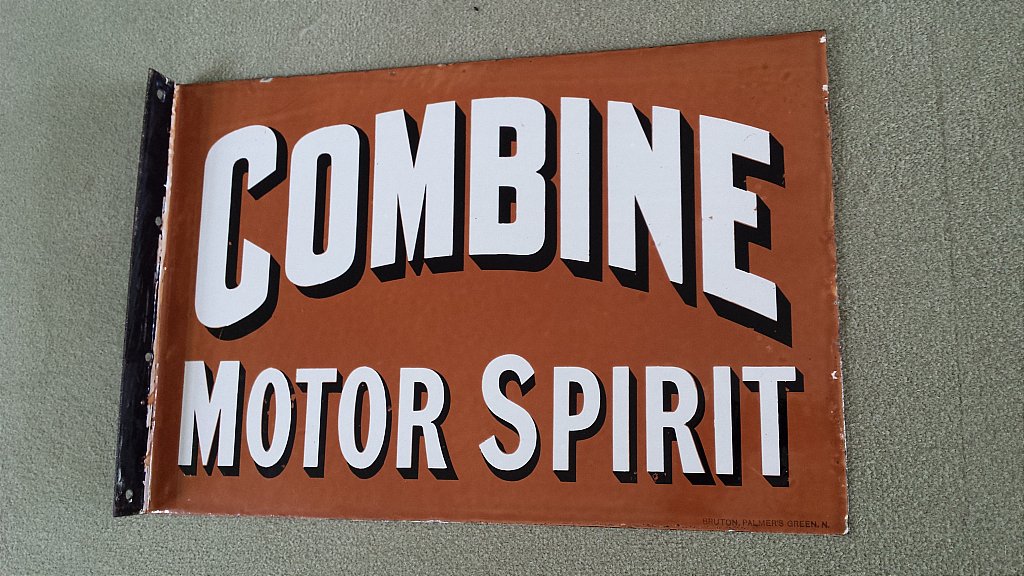 COMBINE
MOTOR SPIRIT
BRUTON, PALMER'S GREEN. N.